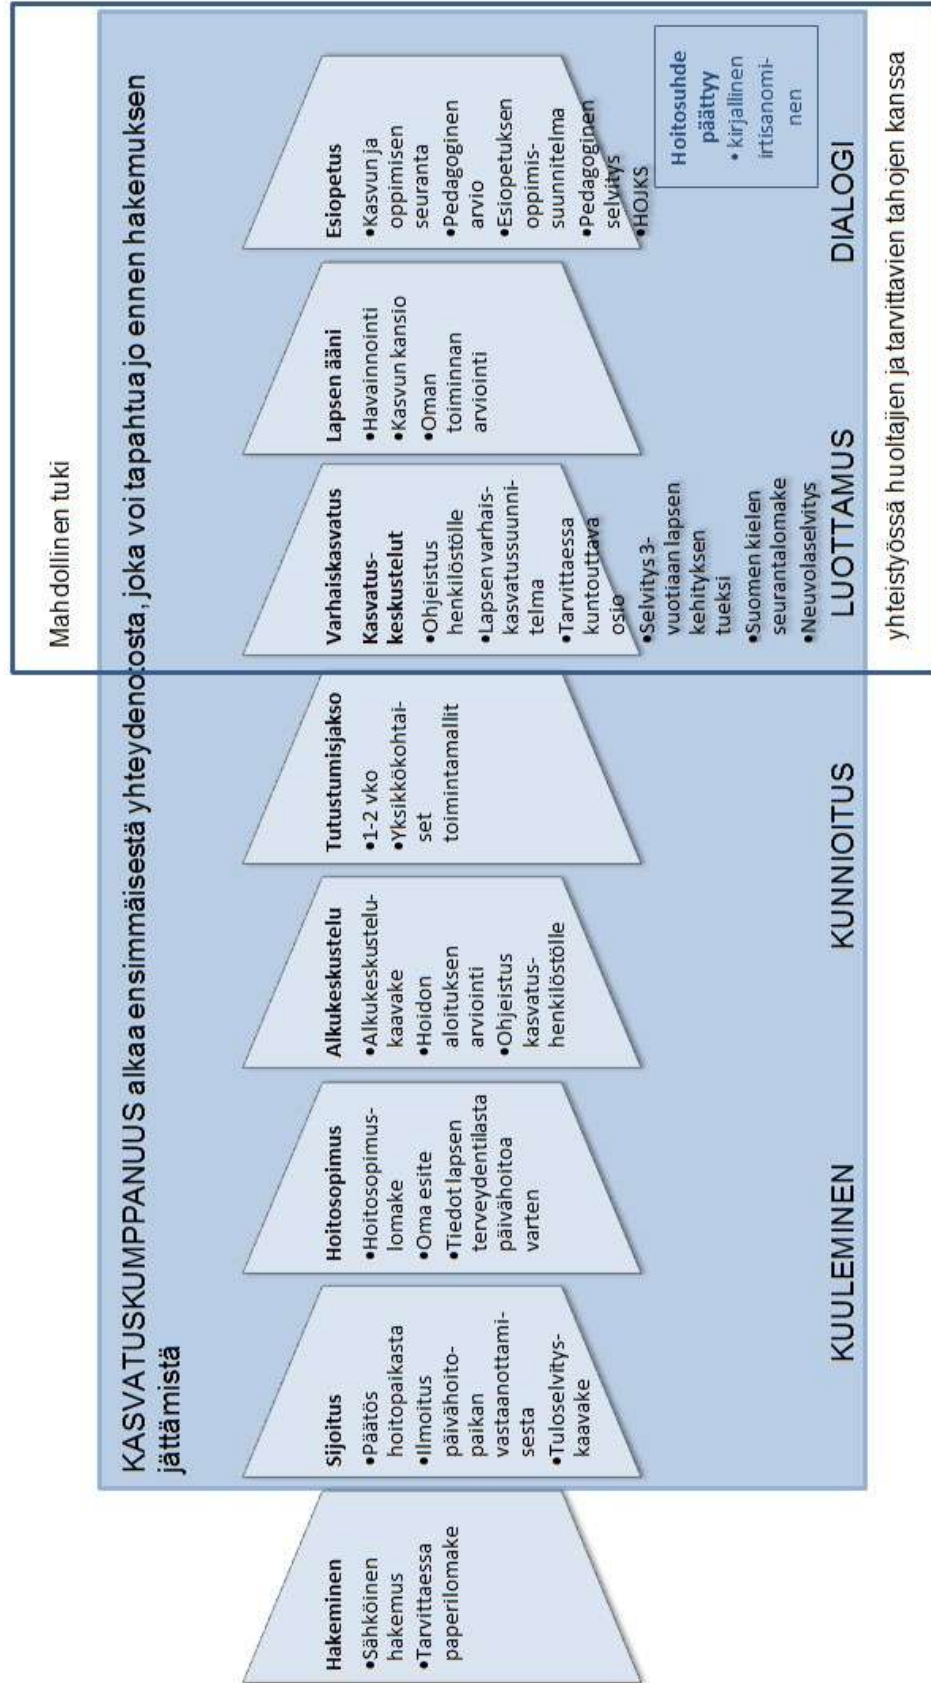 Mahdollinen tuki
KASVATUSKUMPPANUUS alkaa ensimmäisestä yhteydenotosta, joka voi tapahtua jo ennen hakemuksen
jättämistä
Hakeminen
•Sähköinen
hakemus
•Tarvittaessa
paperilomake
Sijoitus
•Päätös
hoitopaikasta
•Ilmoitus
päivähoito-
paikan
vastaanottami-
sesta
•Tuloselvitys-
kaavake
Hoitosopimus
•Hoitosopimus-
lomake
•Oma esite
•Tiedot lapsen
terveydentilasta
päivähoitoa
varten
Alkukeskustelu
•Alkukeskustelu-
kaavake
•Hoidon
aloituksen
arviointi
•Ohjeistus
kasvatus-
henkilöstölle
Tutustumisjakso
•1-2 vko
•Yksikkökohtai-
set
toimintamallit
Varhaiskasvatus
Kasvatus-
keskustelut
•Ohjeistus
henkilöstölle
•Lapsen varhais-
kasvatussuunni-
telma
•Tarvittaessa
kuntouttava
osio
•Selvitys 3-
vuotiaan lapsen
kehityksen
tueksi
•Suomen kielen
seurantalomake
•Neuvolaselvitys
Lapsen ääni
•Havainnointi
•Kasvun kansio
•Oman
toiminnan
arviointi
Esiopetus
•Kasvun ja
oppimisen
seuranta
•Pedagoginen
arvio
•Esiopetuksen
oppimis-
suunnitelma
•Pedagoginen
selvitys
•HOJKS
Hoitosuhde
päättyy
• kirjallinen
irtisanomi-
nen
KUULEMINEN
KUNNIOITUS
LUOTTAMUS
DIALOGI
yhteistyössä huoltajien ja tarvittavien tahojen kanssa